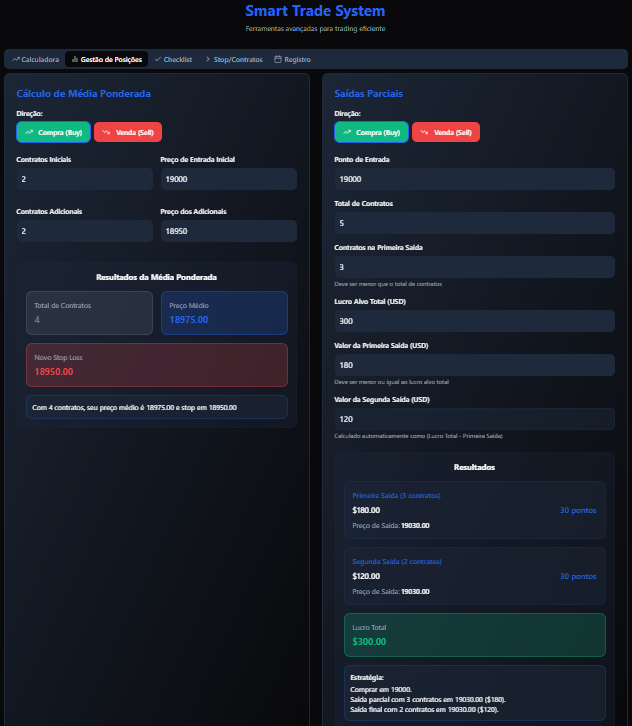 Smart Trade System
Ferramentas avançadas para trading eficiente
Calculadora
Gestão de Posições
Checklist
Stop/Contratos
Registro
Cálculo de Média Ponderada
Direção:
Compra (Buy)
Venda (Sell)
Contratos Iniciais
Preço de Entrada Inicial
2
19000
Contratos Adicionais
Preço dos Adicionais
2
18950
Resultados da Média Ponderada
Total de Contratos
4
Preço Médio
18975.00
Novo Stop Loss
18950.00
Com 4 contratos, seu preço médio é 18975.00 e stop em 18950.00
Saídas Parciais
Direção:
Compra (Buy)
Venda (Sell)
Ponto de Entrada
19000
Total de Contratos
5
Contratos na Primeira Saída
3
Deve ser menor que o total de contratos
Lucro Alvo Total (USD)
300
Valor da Primeira Saída (USD)
180
Deve ser menor ou igual ao lucro alvo total
Valor da Segunda Saída (USD)
120
Calculado automaticamente como (Lucro Total - Primeira Saída)
Resultados
Primeira Saída (3 contratos)
$180.00
30 pontos
Preço de Saída: 19030.00
Segunda Saída (2 contratos)
$120.00
30 pontos
Preço de Saída: 19030.00
Lucro Total
$300.00
Estratégia:
Comprar em 19000.
Saída parcial com 3 contratos em 19030.00 ($180).
Saída final com 2 contratos em 19030.00 ($120).